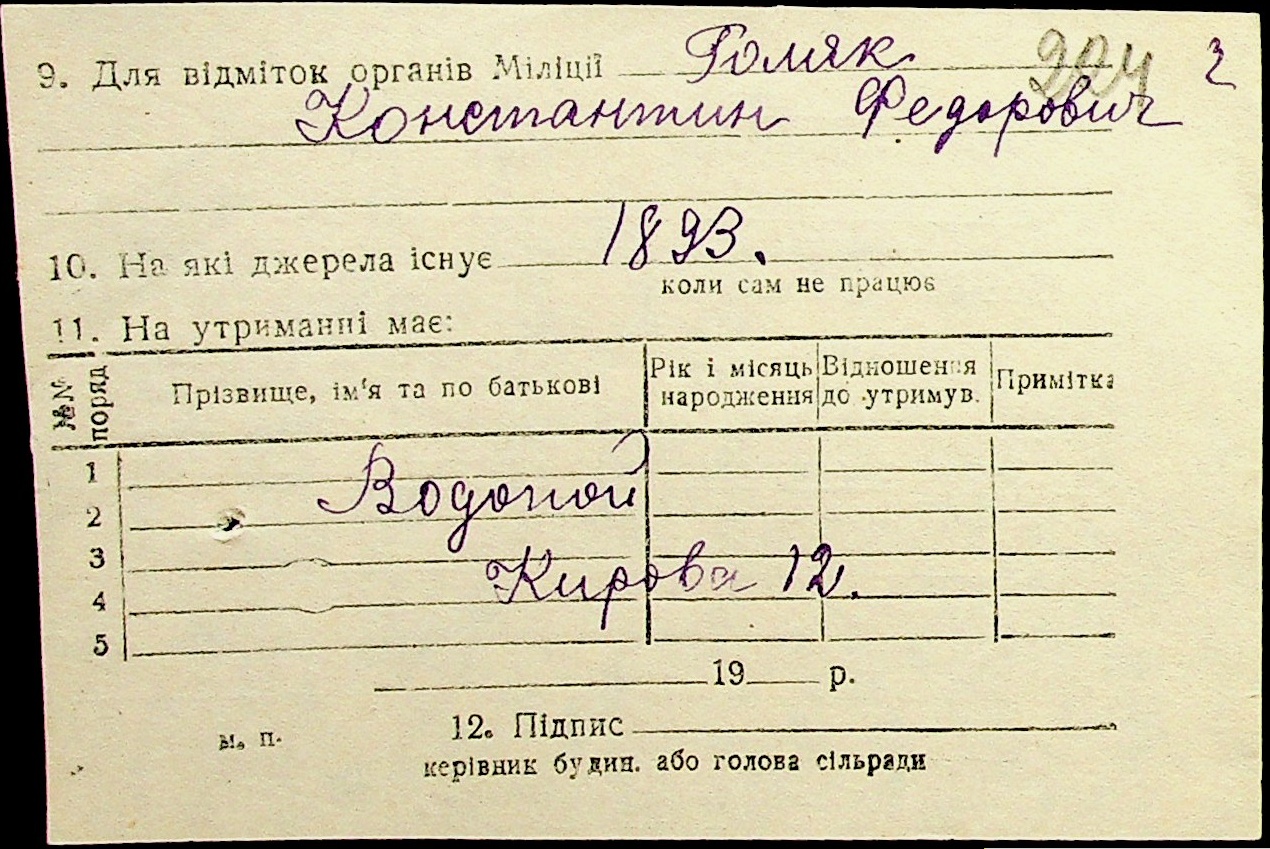 9. Для відміток органів Міліції Гомяк 224
Константин Федорович
10. На які джерела існує 1893.
коли сам не працює
11. На утриманні має:
№№ поряд Прізвище, ім'я та по батькові Рік і місяць народження Відношення до утримув. Примітка
1
Водопой
2
3
Кирова 12.
4
5
19 р.
м. п. 12. Підпис
керівник будин. або голова сільради